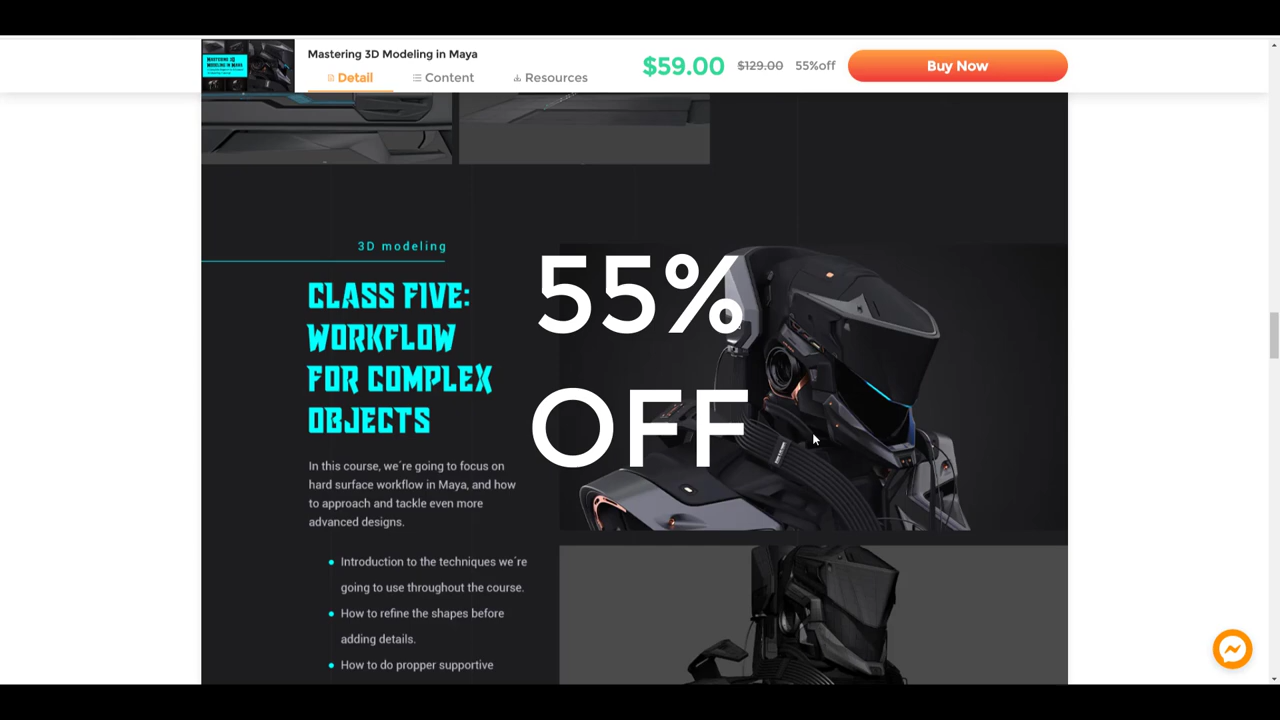 Mastering 3D Modeling in Maya
Detail
Content
Resources
$59.00 $129.00 55%off
Buy Now
3D modeling
CLASS FIVE:
WORKFLOW
FOR COMPLEX
OBJECTS
55%
OFF
In this course, we´re going to focus on
hard surface workflow in Maya, and how
to approach and tackle even more
advanced designs.
Introduction to the techniques we´re
going to use throughout the course.
How to refine the shapes before
adding details.
How to do propper supportive